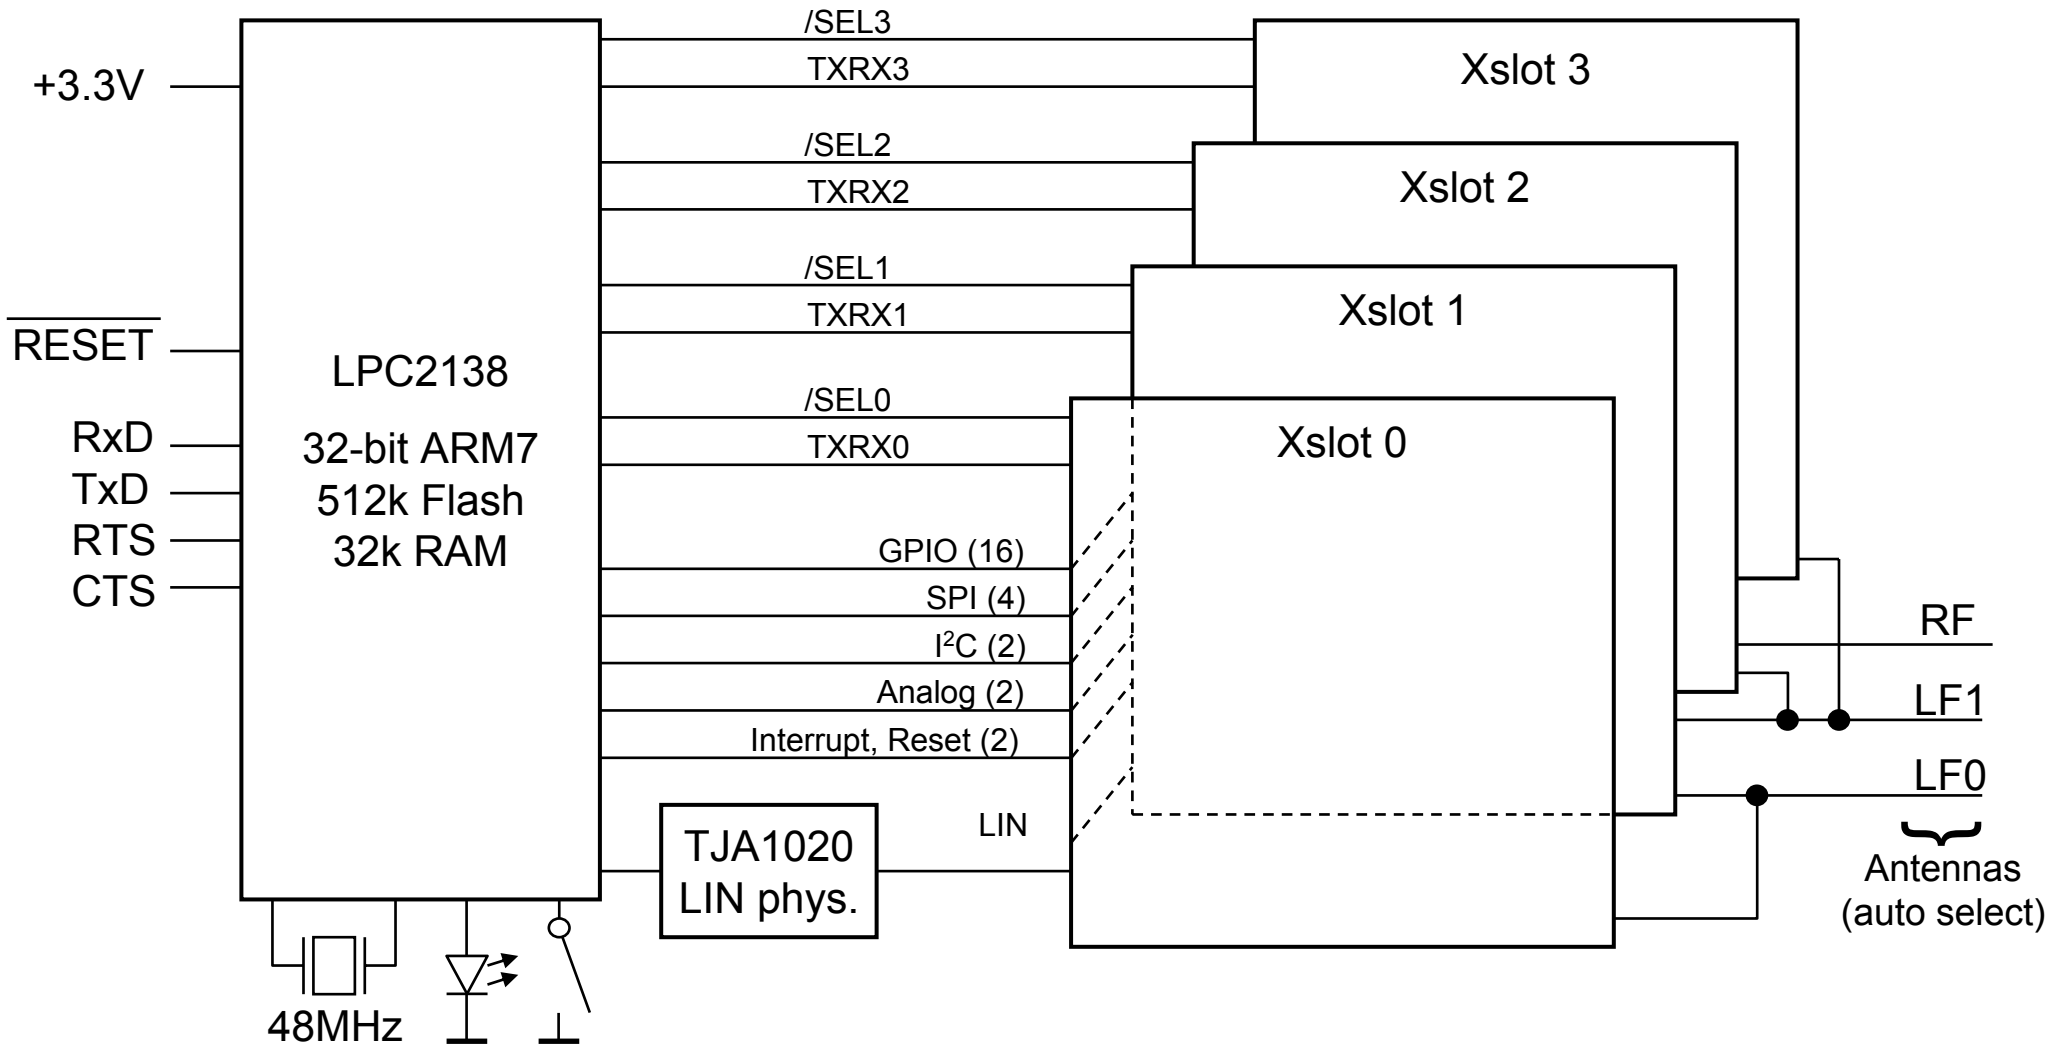 /SEL3
TXRX3
Xslot 3
+3.3V
/SEL2
TXRX2
Xslot 2
/SEL1
TXRX1
Xslot 1
RESET
LPC2138
32-bit ARM7
512k Flash
32k RAM
/SEL0
TXRX0
Xslot 0
RxD
TxD
RTS
CTS
GPIO (16)
SPI (4)
I²C (2)
Analog (2)
Interrupt, Reset (2)
LIN
TJA1020
LIN phys.
RF
LF1
LF0
Antennas
(auto select)
48MHz